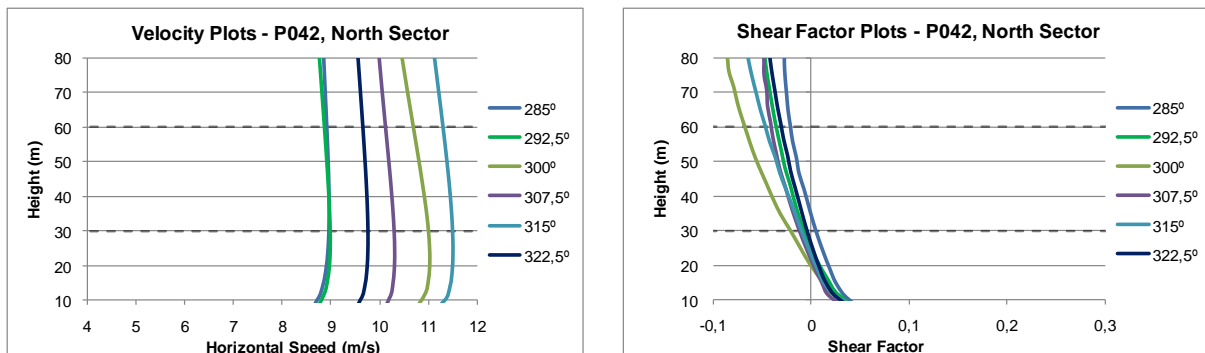 Velocity Plots - P042, North Sector
80
70
60
50
40
30
20
10
Height (m)
4 5 6 7 8 9 10 11 12
Horizontal Speed (m/s)
285º
292,5º
300º
307,5º
315º
322,5º
Shear Factor Plots - P042, North Sector
80
70
60
50
40
30
20
10
Height (m)
-0,1 0 0,1 0,2 0,3
Shear Factor
285º
292,5º
300º
307,5º
315º
322,5º